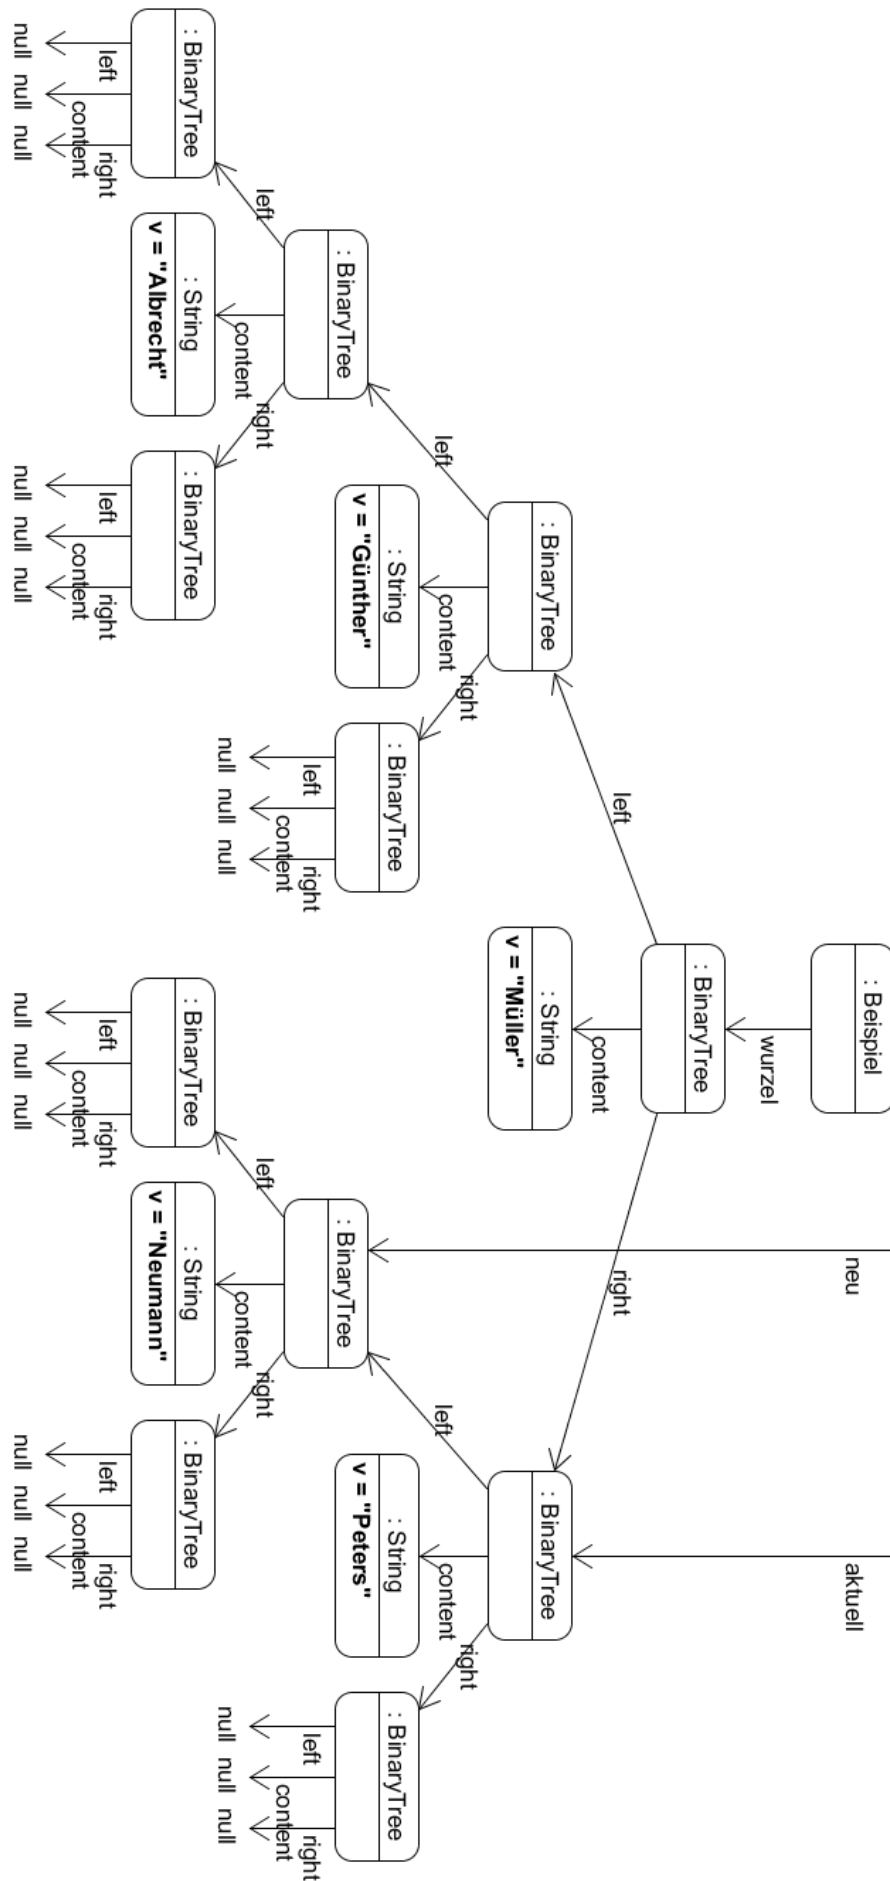 : Beispiel
neu
aktuell
wurzel
: BinaryTree
left
content
right
: BinaryTree
: String
v = "Müller"
: BinaryTree
left
content
right
left
content
right
: BinaryTree
: String
v = "Günther"
: BinaryTree
: BinaryTree
: String
v = "Peters"
: BinaryTree
left
content
right
left
content
right
left
content
right
left
content
right
null null null
null null null
: BinaryTree
: String
v = "Albrecht"
: BinaryTree
: BinaryTree
: String
v = "Neumann"
: BinaryTree
left
content
right
left
content
right
left
content
right
left
content
right
null null null
null null null
null null null
null null null